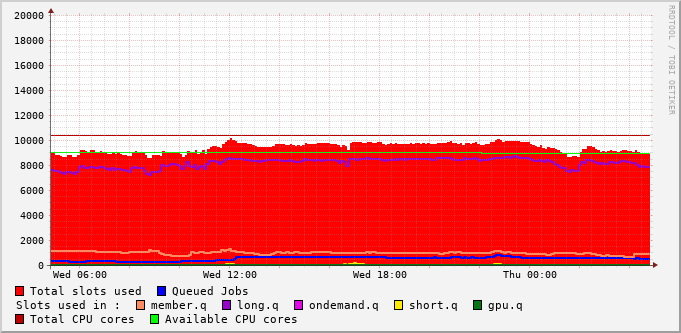 20000
18000
16000
14000
12000
10000
8000
6000
4000
2000
0
Wed 06:00 Wed 12:00 Wed 18:00 Thu 00:00
RRDTOOL / TOBI OETIKER
Total slots used Queued Jobs
Slots used in : member.q long.q ondemand.q short.q gpu.q
Total CPU cores Available CPU cores